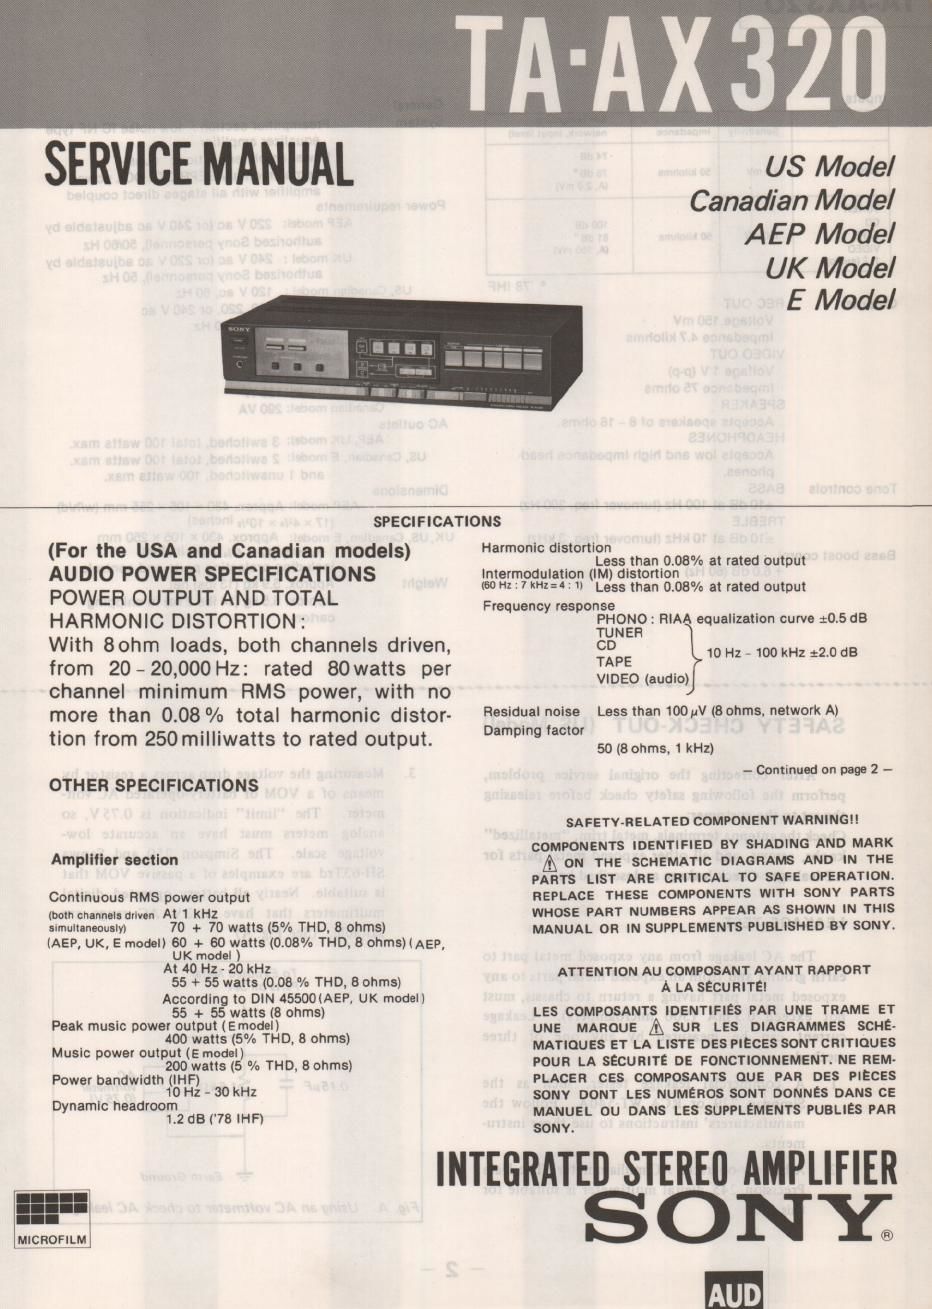 TA-AX320
SERVICE MANUAL
US Model
Canadian Model
AEP Model
UK Model
E Model
SONY
SPECIFICATIONS
(For the USA and Canadian models)
AUDIO POWER SPECIFICATIONS
POWER OUTPUT AND TOTAL
HARMONIC DISTORTION:
With 8 ohm loads, both channels driven,
from 20 – 20,000 Hz: rated 80 watts per
channel minimum RMS power, with no
more than 0.08 % total harmonic distor-
tion from 250 milliwatts to rated output.
OTHER SPECIFICATIONS
Amplifier section
Continuous RMS power output
(both channels driven simultaneously) At 1 kHz
70 + 70 watts (5% THD, 8 ohms)
(AEP, UK, E model) 60 + 60 watts (0.08% THD, 8 ohms) (AEP,
UK model )
At 40 Hz - 20 kHz
55 + 55 watts (0.08 % THD, 8 ohms)
According to DIN 45500 (AEP, UK model)
55 + 55 watts (8 ohms)
Peak music power output (E model)
400 watts (5% THD, 8 ohms)
Music power output (E model)
200 watts (5 % THD, 8 ohms)
Power bandwidth (IHF)
10 Hz - 30 kHz
Dynamic headroom
1.2 dB ('78 IHF)
Harmonic distortion
Less than 0.08% at rated output
Intermodulation (IM) distortion
(60 Hz : 7 kHz = 4 : 1) Less than 0.08% at rated output
Frequency response
PHONO : RIAA equalization curve ±0.5 dB
TUNER
CD
TAPE
VIDEO (audio)
10 Hz – 100 kHz ±2.0 dB
Residual noise Less than 100 μV (8 ohms, network A)
Damping factor
50 (8 ohms, 1 kHz)
– Continued on page 2 –
SAFETY-RELATED COMPONENT WARNING!!
COMPONENTS IDENTIFIED BY SHADING AND MARK
⚠ ON THE SCHEMATIC DIAGRAMS AND IN THE
PARTS LIST ARE CRITICAL TO SAFE OPERATION.
REPLACE THESE COMPONENTS WITH SONY PARTS
WHOSE PART NUMBERS APPEAR AS SHOWN IN THIS
MANUAL OR IN SUPPLEMENTS PUBLISHED BY SONY.
ATTENTION AU COMPOSANT AYANT RAPPORT
À LA SÉCURITÉ!
LES COMPOSANTS IDENTIFIÉS PAR UNE TRAME ET
UNE MARQUE ⚠ SUR LES DIAGRAMMES SCHÉ-
MATIQUES ET LA LISTE DES PIÈCES SONT CRITIQUES
POUR LA SÉCURITÉ DE FONCTIONNEMENT. NE REM-
PLACER CES COMPOSANTS QUE PAR DES PIÈCES
SONY DONT LES NUMÉROS SONT DONNÉS DANS CE
MANUEL OU DANS LES SUPPLÉMENTS PUBLIÉS PAR
SONY.
INTEGRATED STEREO AMPLIFIER
SONY®
MICROFILM
AUD